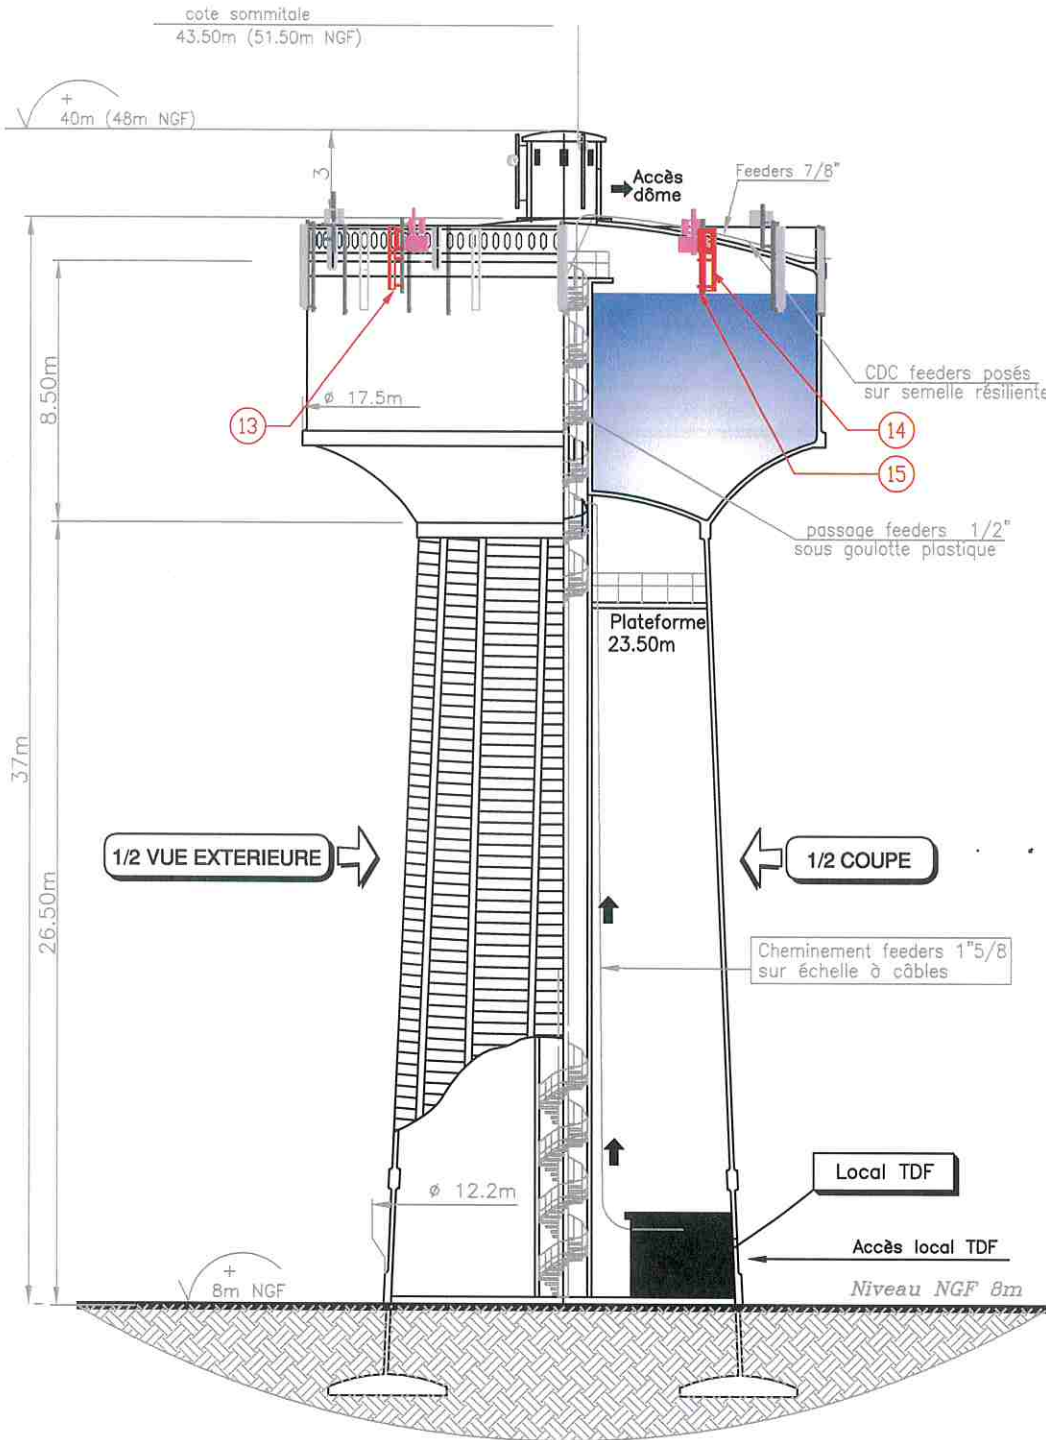 cote sommitale
43.50m (51.50m NGF)
+
40m (48m NGF)
3
Accès
dôme
Feeders 7/8"
8.50m
ø 17.5m
13
CDC feeders posés
sur semelle résiliente
14
15
passage feeders 1/2"
sous goulotte plastique
Plateforme
23.50m
37m
26.50m
1/2 VUE EXTERIEURE
1/2 COUPE
Cheminement feeders 1"5/8
sur échelle à câbles
Local TDF
ø 12.2m
Accès local TDF
+
8m NGF
Niveau NGF 8m